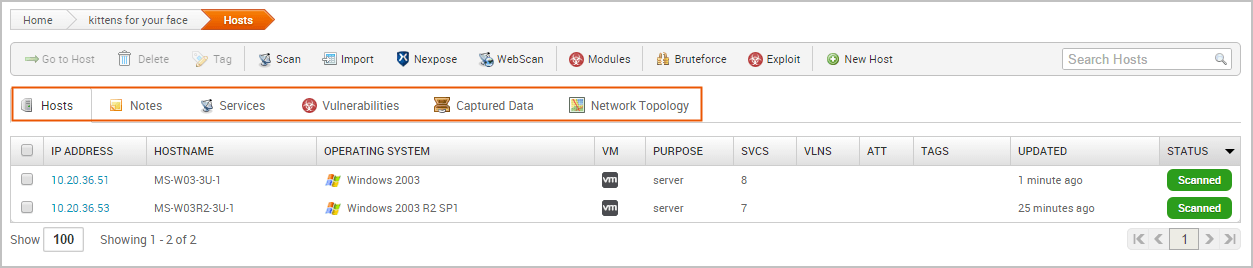 Home kittens for your face Hosts
Go to Host Delete Tag Scan Import Nexpose WebScan Modules Bruteforce Exploit New Host Search Hosts
Hosts Notes Services Vulnerabilities Captured Data Network Topology
IP ADDRESS HOSTNAME OPERATING SYSTEM VM PURPOSE SVCS VLNS ATT TAGS UPDATED STATUS
10.20.36.51 MS-W03-3U-1 Windows 2003 vm server 8 1 minute ago Scanned
10.20.36.53 MS-W03R2-3U-1 Windows 2003 R2 SP1 vm server 7 25 minutes ago Scanned
Show 100 Showing 1 - 2 of 2 1